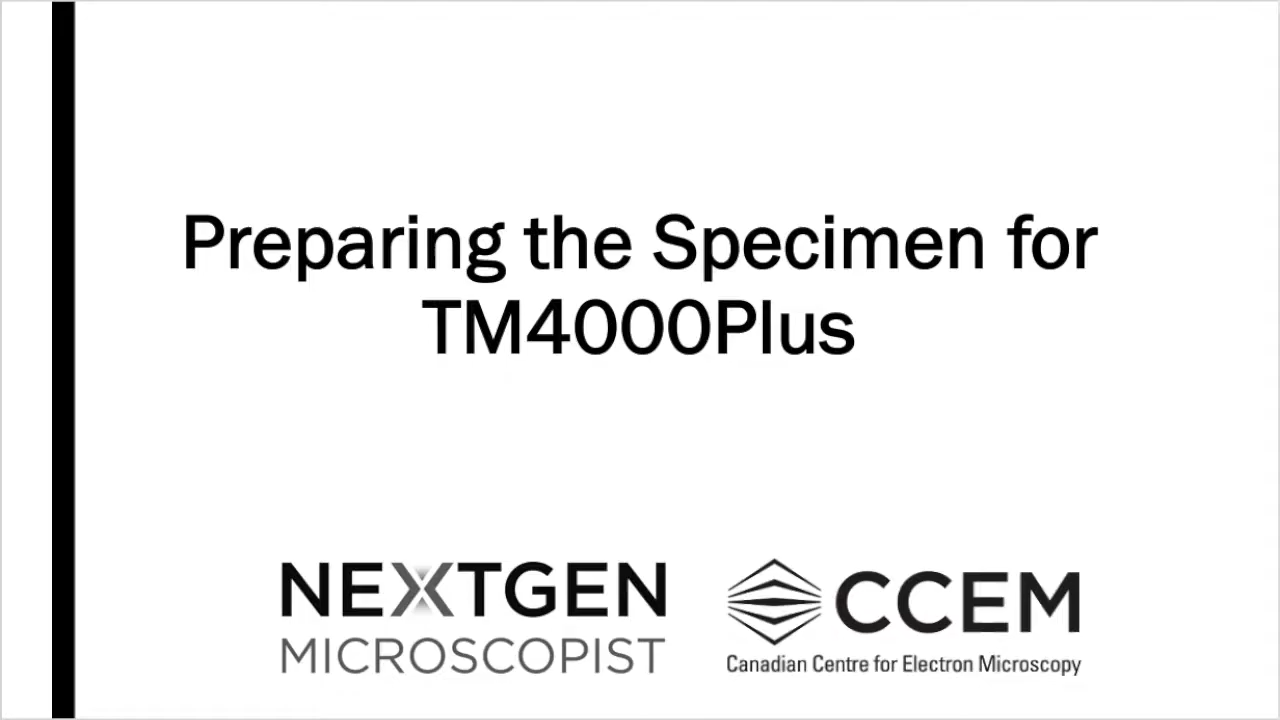 Preparing the Specimen for
TM4000Plus
NEXTGEN
MICROSCOPIST
CCEM
Canadian Centre for Electron Microscopy